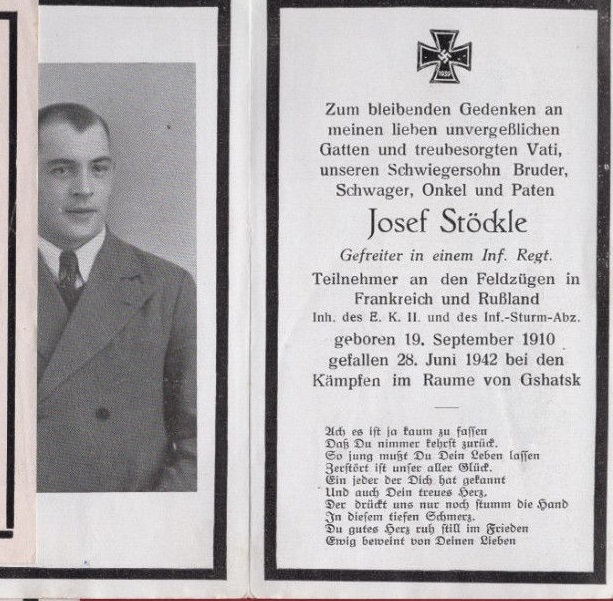 1939
Zum bleibenden Gedenken an
meinen lieben unvergeßlichen
Gatten und treubesorgten Vati,
unseren Schwiegersohn Bruder,
Schwager, Onkel und Paten
Josef Stöckle
Gefreiter in einem Inf. Regt.
Teilnehmer an den Feldzügen in
Frankreich und Rußland
Inh. des E. K. II. und des Inf.-Sturm-Abz.
geboren 19. September 1910
gefallen 28. Juni 1942 bei den
Kämpfen im Raume von Gshatsk
Ach es ist ja kaum zu fassen
Daß Du nimmer kehrst zurück.
So jung mußt Du Dein Leben lassen
Zerstört ist unser aller Glück.
Ein jeder der Dich hat gekannt
Und auch Dein treues Herz,
Der drückt uns nur noch stumm die Hand
In diesem tiefen Schmerz.
Du gutes Herz ruh still im Frieden
Ewig beweint von Deinen Lieben